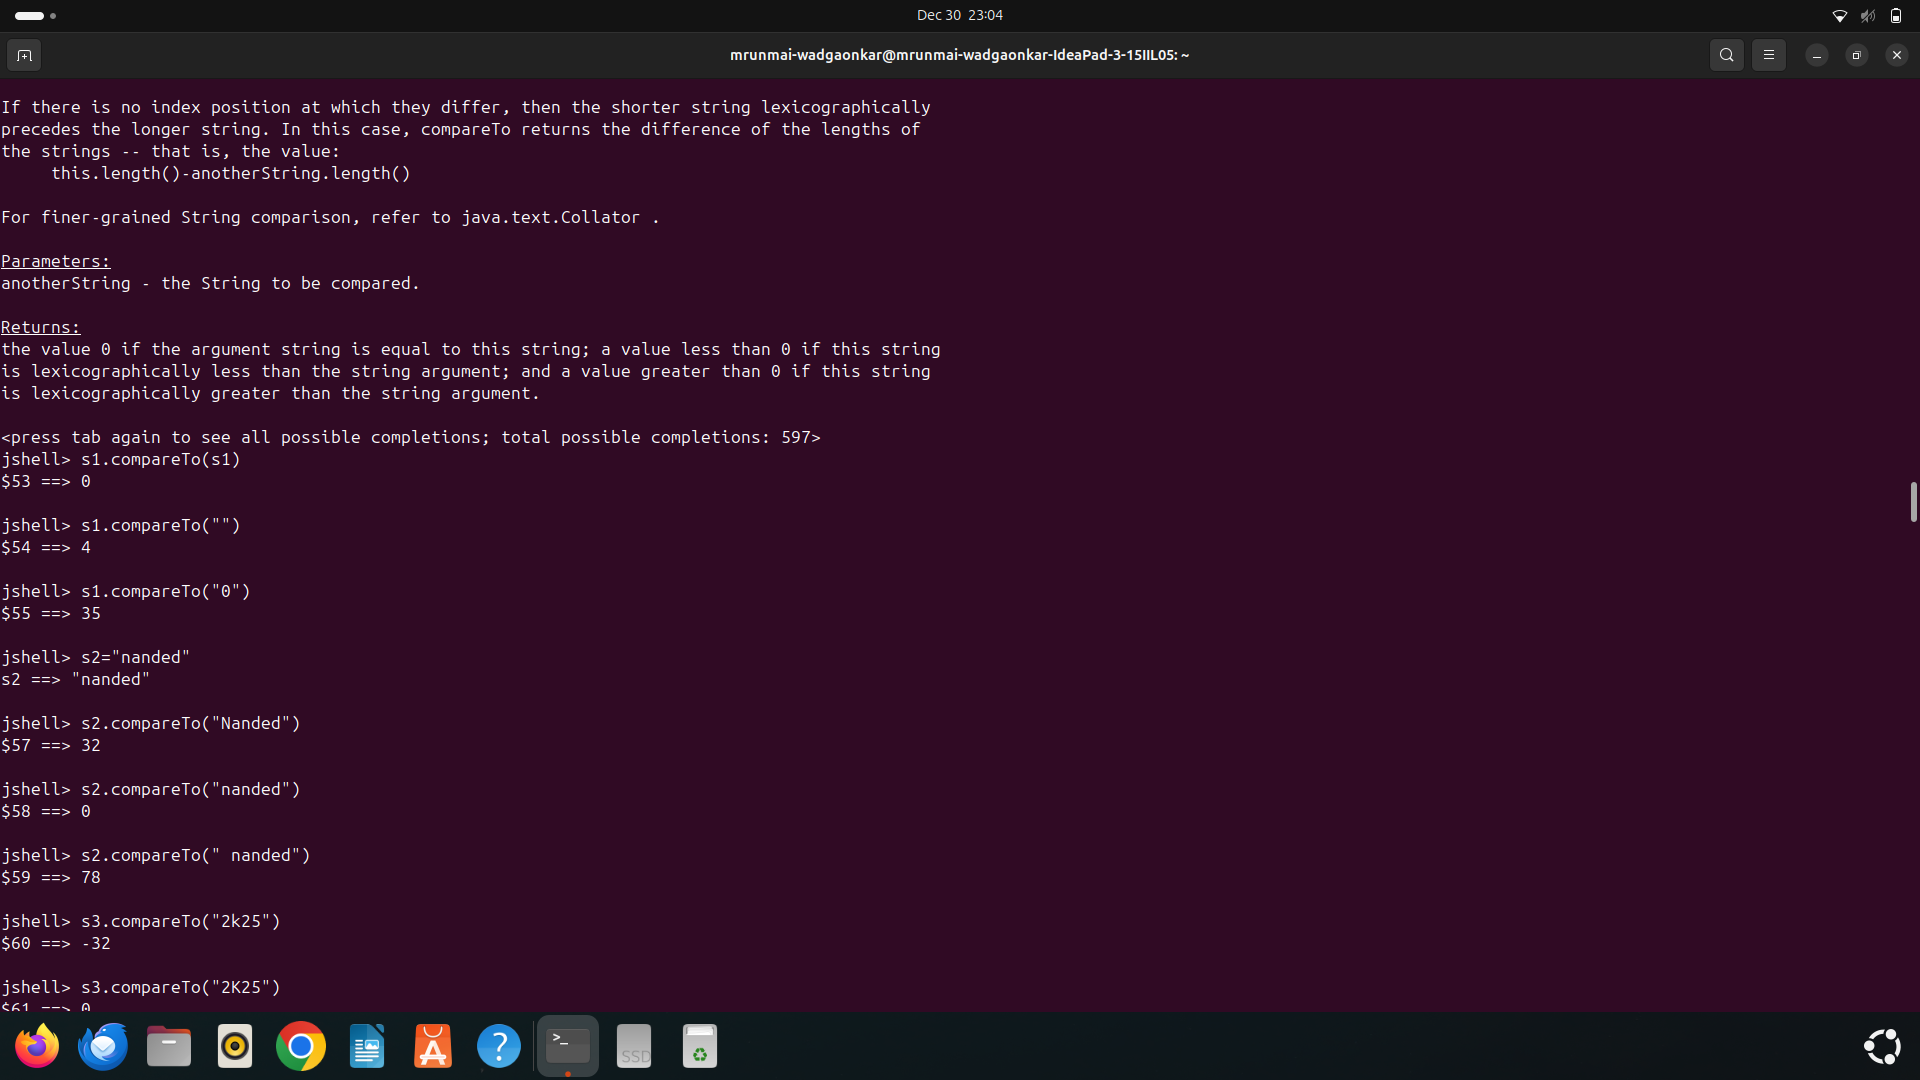 Dec 30 23:04
mrunmai-wadgaonkar@mrunmai-wadgaonkar-IdeaPad-3-15IIL05: ~
If there is no index position at which they differ, then the shorter string lexicographically
precedes the longer string. In this case, compareTo returns the difference of the lengths of
the strings -- that is, the value:
     this.length()-anotherString.length()
For finer-grained String comparison, refer to java.text.Collator .
Parameters:
anotherString - the String to be compared.
Returns:
the value 0 if the argument string is equal to this string; a value less than 0 if this string
is lexicographically less than the string argument; and a value greater than 0 if this string
is lexicographically greater than the string argument.
<press tab again to see all possible completions; total possible completions: 597>
jshell> s1.compareTo(s1)
$53 ==> 0
jshell> s1.compareTo("")
$54 ==> 4
jshell> s1.compareTo("0")
$55 ==> 35
jshell> s2="nanded"
s2 ==> "nanded"
jshell> s2.compareTo("Nanded")
$57 ==> 32
jshell> s2.compareTo("nanded")
$58 ==> 0
jshell> s2.compareTo(" nanded")
$59 ==> 78
jshell> s3.compareTo("2k25")
$60 ==> -32
jshell> s3.compareTo("2K25")
$61 ==> 0
>_
?
SSD